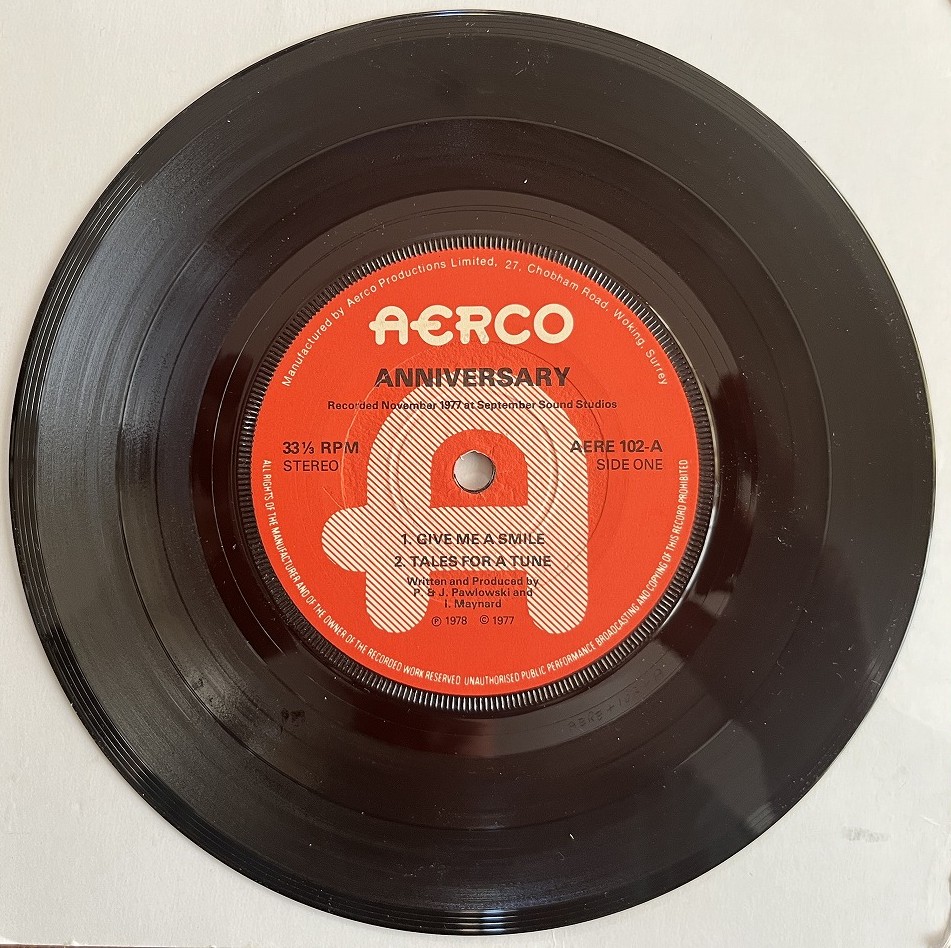 Manufactured by Aerco Productions Limited, 27, Chobham Road, Woking, Surrey
AERCO
ANNIVERSARY
Recorded November 1977 at September Sound Studios
33⅓ RPM
STEREO
AERE 102-A
SIDE ONE
1. GIVE ME A SMILE
2. TALES FOR A TUNE
Written and Produced by
P. & J. Pawlowski and
I. Maynard
℗ 1978 © 1977
ALL RIGHTS OF THE MANUFACTURER AND OF THE OWNER OF THE RECORDED WORK RESERVED UNAUTHORISED PUBLIC PERFORMANCE BROADCASTING AND COPYING OF THIS RECORD PROHIBITED